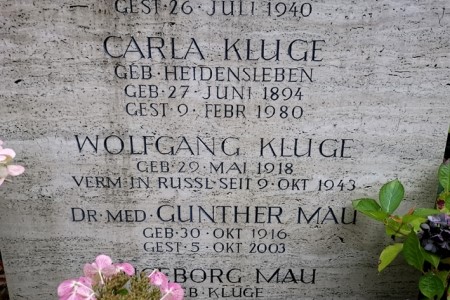 GEST · 26 · JULI 1940
CARLA KLUGE
GEB · HEIDENSLEBEN
GEB · 27 · JUNI 1894
GEST · 9 · FEBR 1980
WOLFGANG KLUGE
GEB · 29 · MAI 1918
VERM · IN RUSSL · SEIT 9 · OKT 1943
DR · MED · GUNTHER MAU
GEB · 30 · OKT 1916
GEST · 5 · OKT 2003
BORG MAU
KLUGE